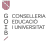 G CONSELLERIA
O EDUCACIÓ
I I UNIVERSITAT
B